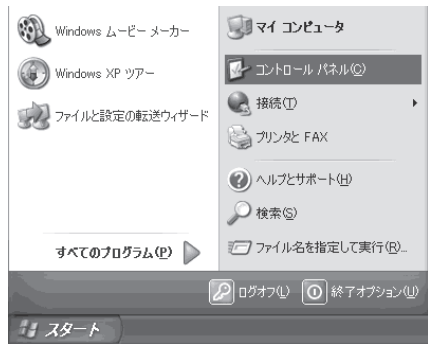 Windows ムービー メーカー
Windows XP ツアー
ファイルと設定の転送ウィザード
すべてのプログラム(P)
マイ コンピュータ
コントロール パネル(C)
接続(T)
プリンタと FAX
ヘルプとサポート(H)
検索(S)
ファイル名を指定して実行(R)...
ログオフ(L)
終了オプション(U)
スタート